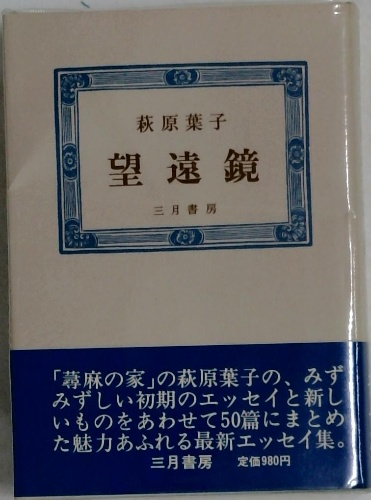 萩原葉子
望遠鏡
三月書房
「蕁麻の家」の萩原葉子の、みず
みずしい初期のエッセイと新し
いものをあわせて50篇にまとめ
た魅力あふれる最新エッセイ集。
三月書房 定価980円